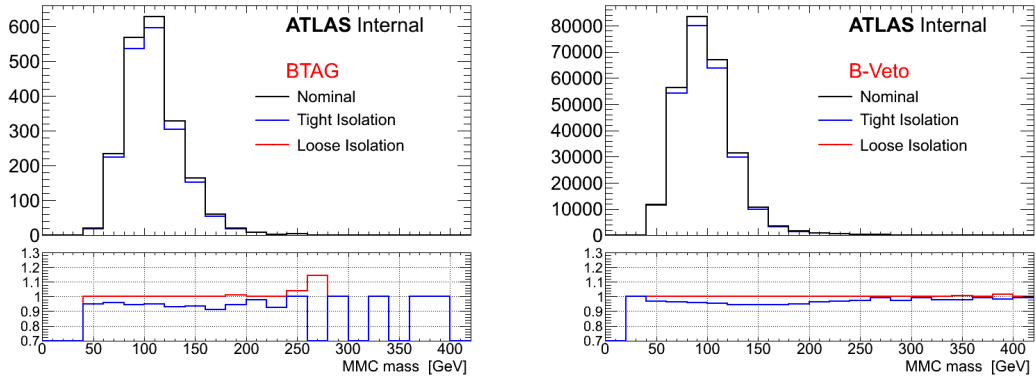 ATLAS Internal
BTAG
Nominal
Tight Isolation
Loose Isolation
600
500
400
300
200
100
0
1.3
1.2
1.1
1
0.9
0.8
0.7
0 50 100 150 200 250 300 350 400
MMC mass [GeV]
ATLAS Internal
B-Veto
Nominal
Tight Isolation
Loose Isolation
80000
70000
60000
50000
40000
30000
20000
10000
0
1.3
1.2
1.1
1
0.9
0.8
0.7
0 50 100 150 200 250 300 350 400
MMC mass [GeV]